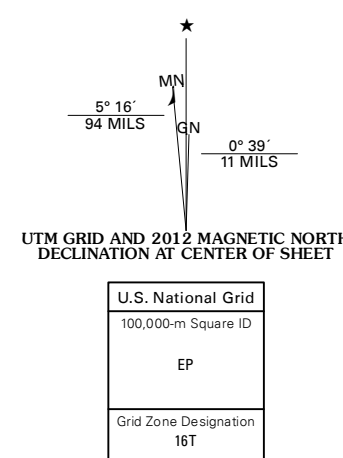 ★
MN
5° 16´
94 MILS
GN
0° 39´
11 MILS
UTM GRID AND 2012 MAGNETIC NORTH
DECLINATION AT CENTER OF SHEET
U.S. National Grid
100,000-m Square ID
EP
Grid Zone Designation
16T